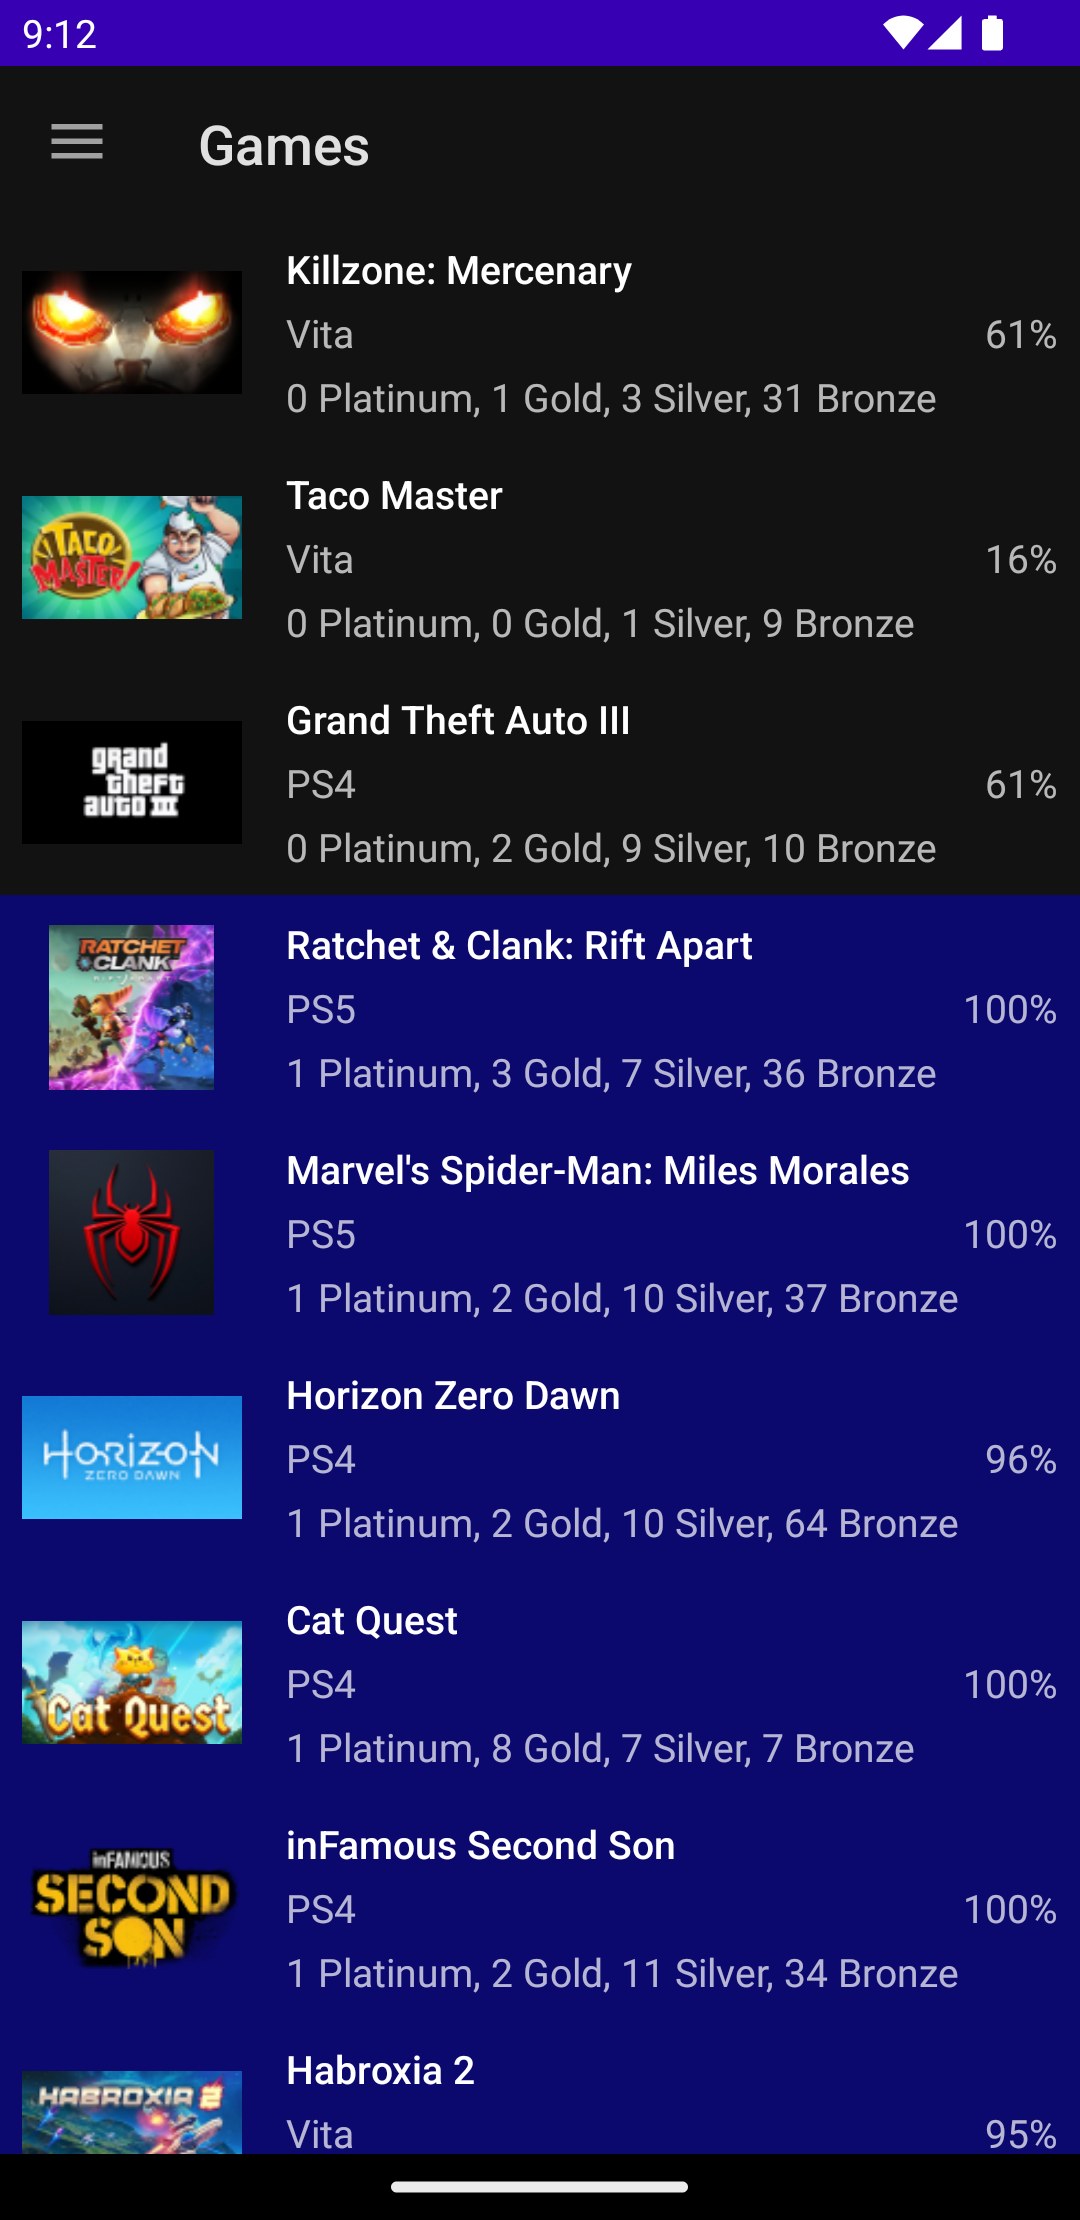 9:12
Games
Killzone: Mercenary
Vita
61%
0 Platinum, 1 Gold, 3 Silver, 31 Bronze
TACO
MASTER!
Taco Master
Vita
16%
0 Platinum, 0 Gold, 1 Silver, 9 Bronze
grand
theft
auto III
Grand Theft Auto III
PS4
61%
0 Platinum, 2 Gold, 9 Silver, 10 Bronze
RATCHET
& CLANK
RIFT APART
Ratchet & Clank: Rift Apart
PS5
100%
1 Platinum, 3 Gold, 7 Silver, 36 Bronze
Marvel's Spider-Man: Miles Morales
PS5
100%
1 Platinum, 2 Gold, 10 Silver, 37 Bronze
HORIZON
ZERO DAWN
Horizon Zero Dawn
PS4
96%
1 Platinum, 2 Gold, 10 Silver, 64 Bronze
Cat Quest
Cat Quest
PS4
100%
1 Platinum, 8 Gold, 7 Silver, 7 Bronze
inFAMOUS
SECOND
SON
inFamous Second Son
PS4
100%
1 Platinum, 2 Gold, 11 Silver, 34 Bronze
HABROXIA 2
Habroxia 2
Vita
95%